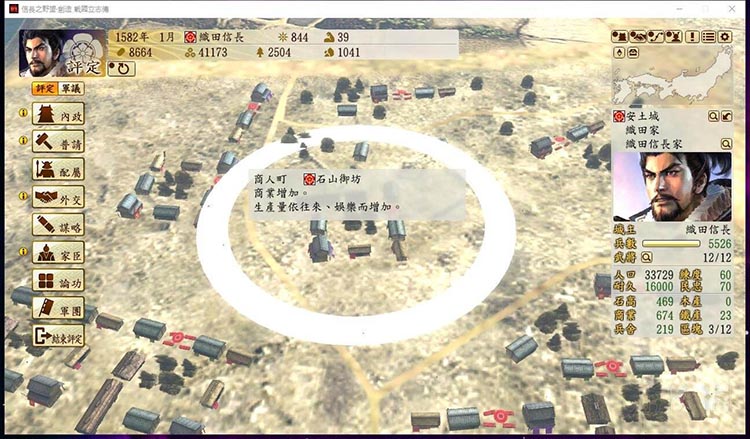 信長之野望·創造 戰國立志傳
1582年 1月 織田信長 844 39
8664 41173 2504 1041
評定
評定 軍議
內政
普請
配屬
外交
謀略
家臣
論功
軍團
結束評定
商人町 石山御坊
商業增加。
生產量依往來、娛樂而增加。
安土城
織田家
織田信長家
城主 織田信長
兵數 5526
武將 12/12
人口 33729 練度 60
耐久 16000 民忠 70
石高 469 木產 0
商業 674 鐵產 23
兵舍 219 區塊 3/12